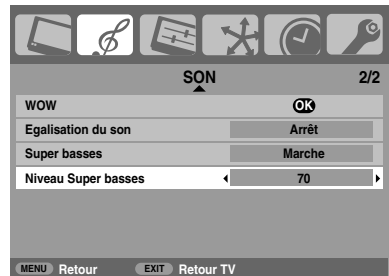 SON 2/2
WOW OK
Egalisation du son Arrêt
Super basses Marche
Niveau Super basses 70
MENU Retour EXIT Retour TV